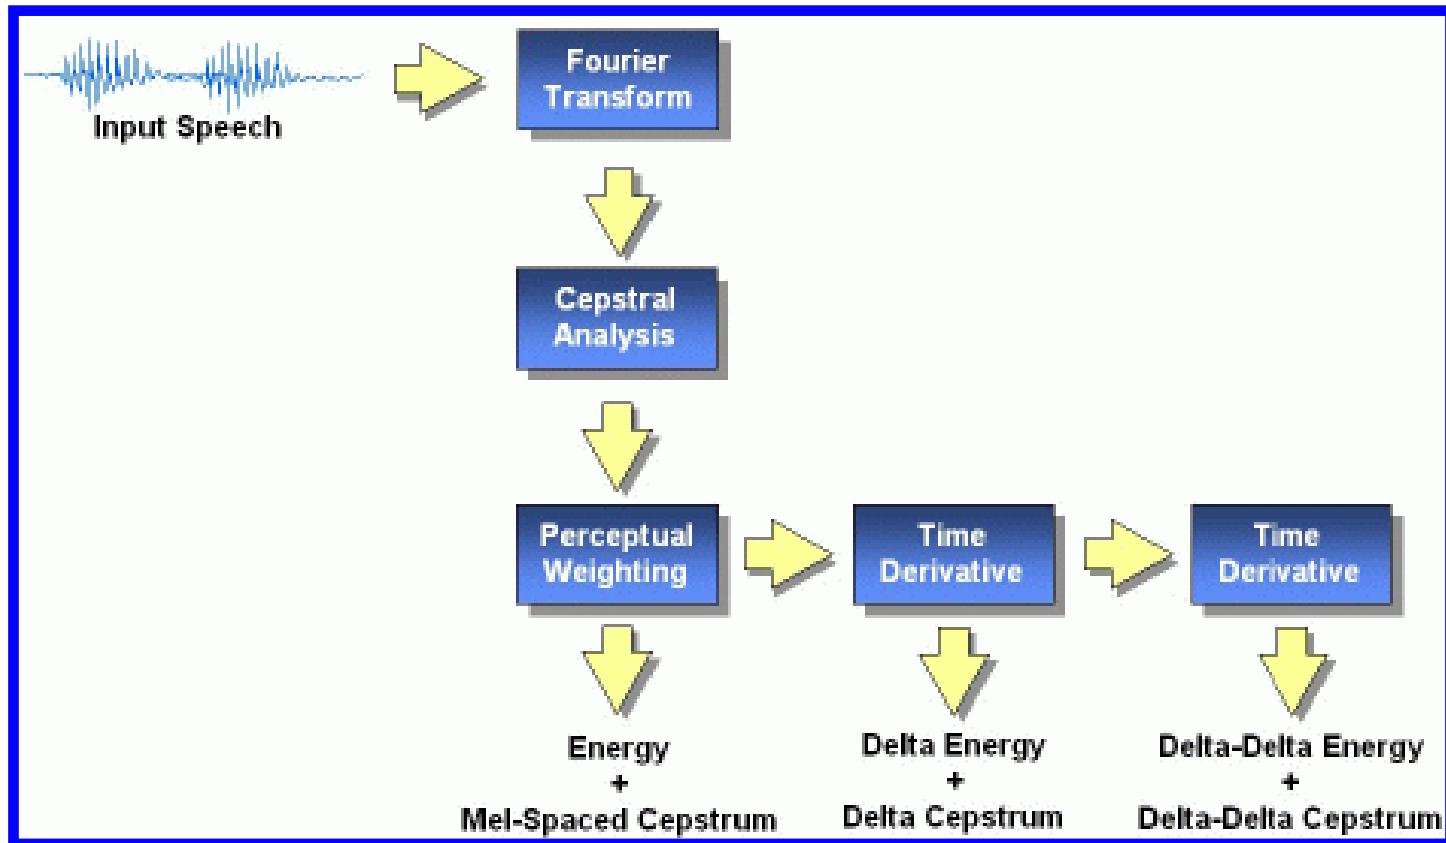 Input Speech
Fourier
Transform
Cepstral
Analysis
Perceptual
Weighting
Time
Derivative
Time
Derivative
Energy
+
Mel-Spaced Cepstrum
Delta Energy
+
Delta Cepstrum
Delta-Delta Energy
+
Delta-Delta Cepstrum